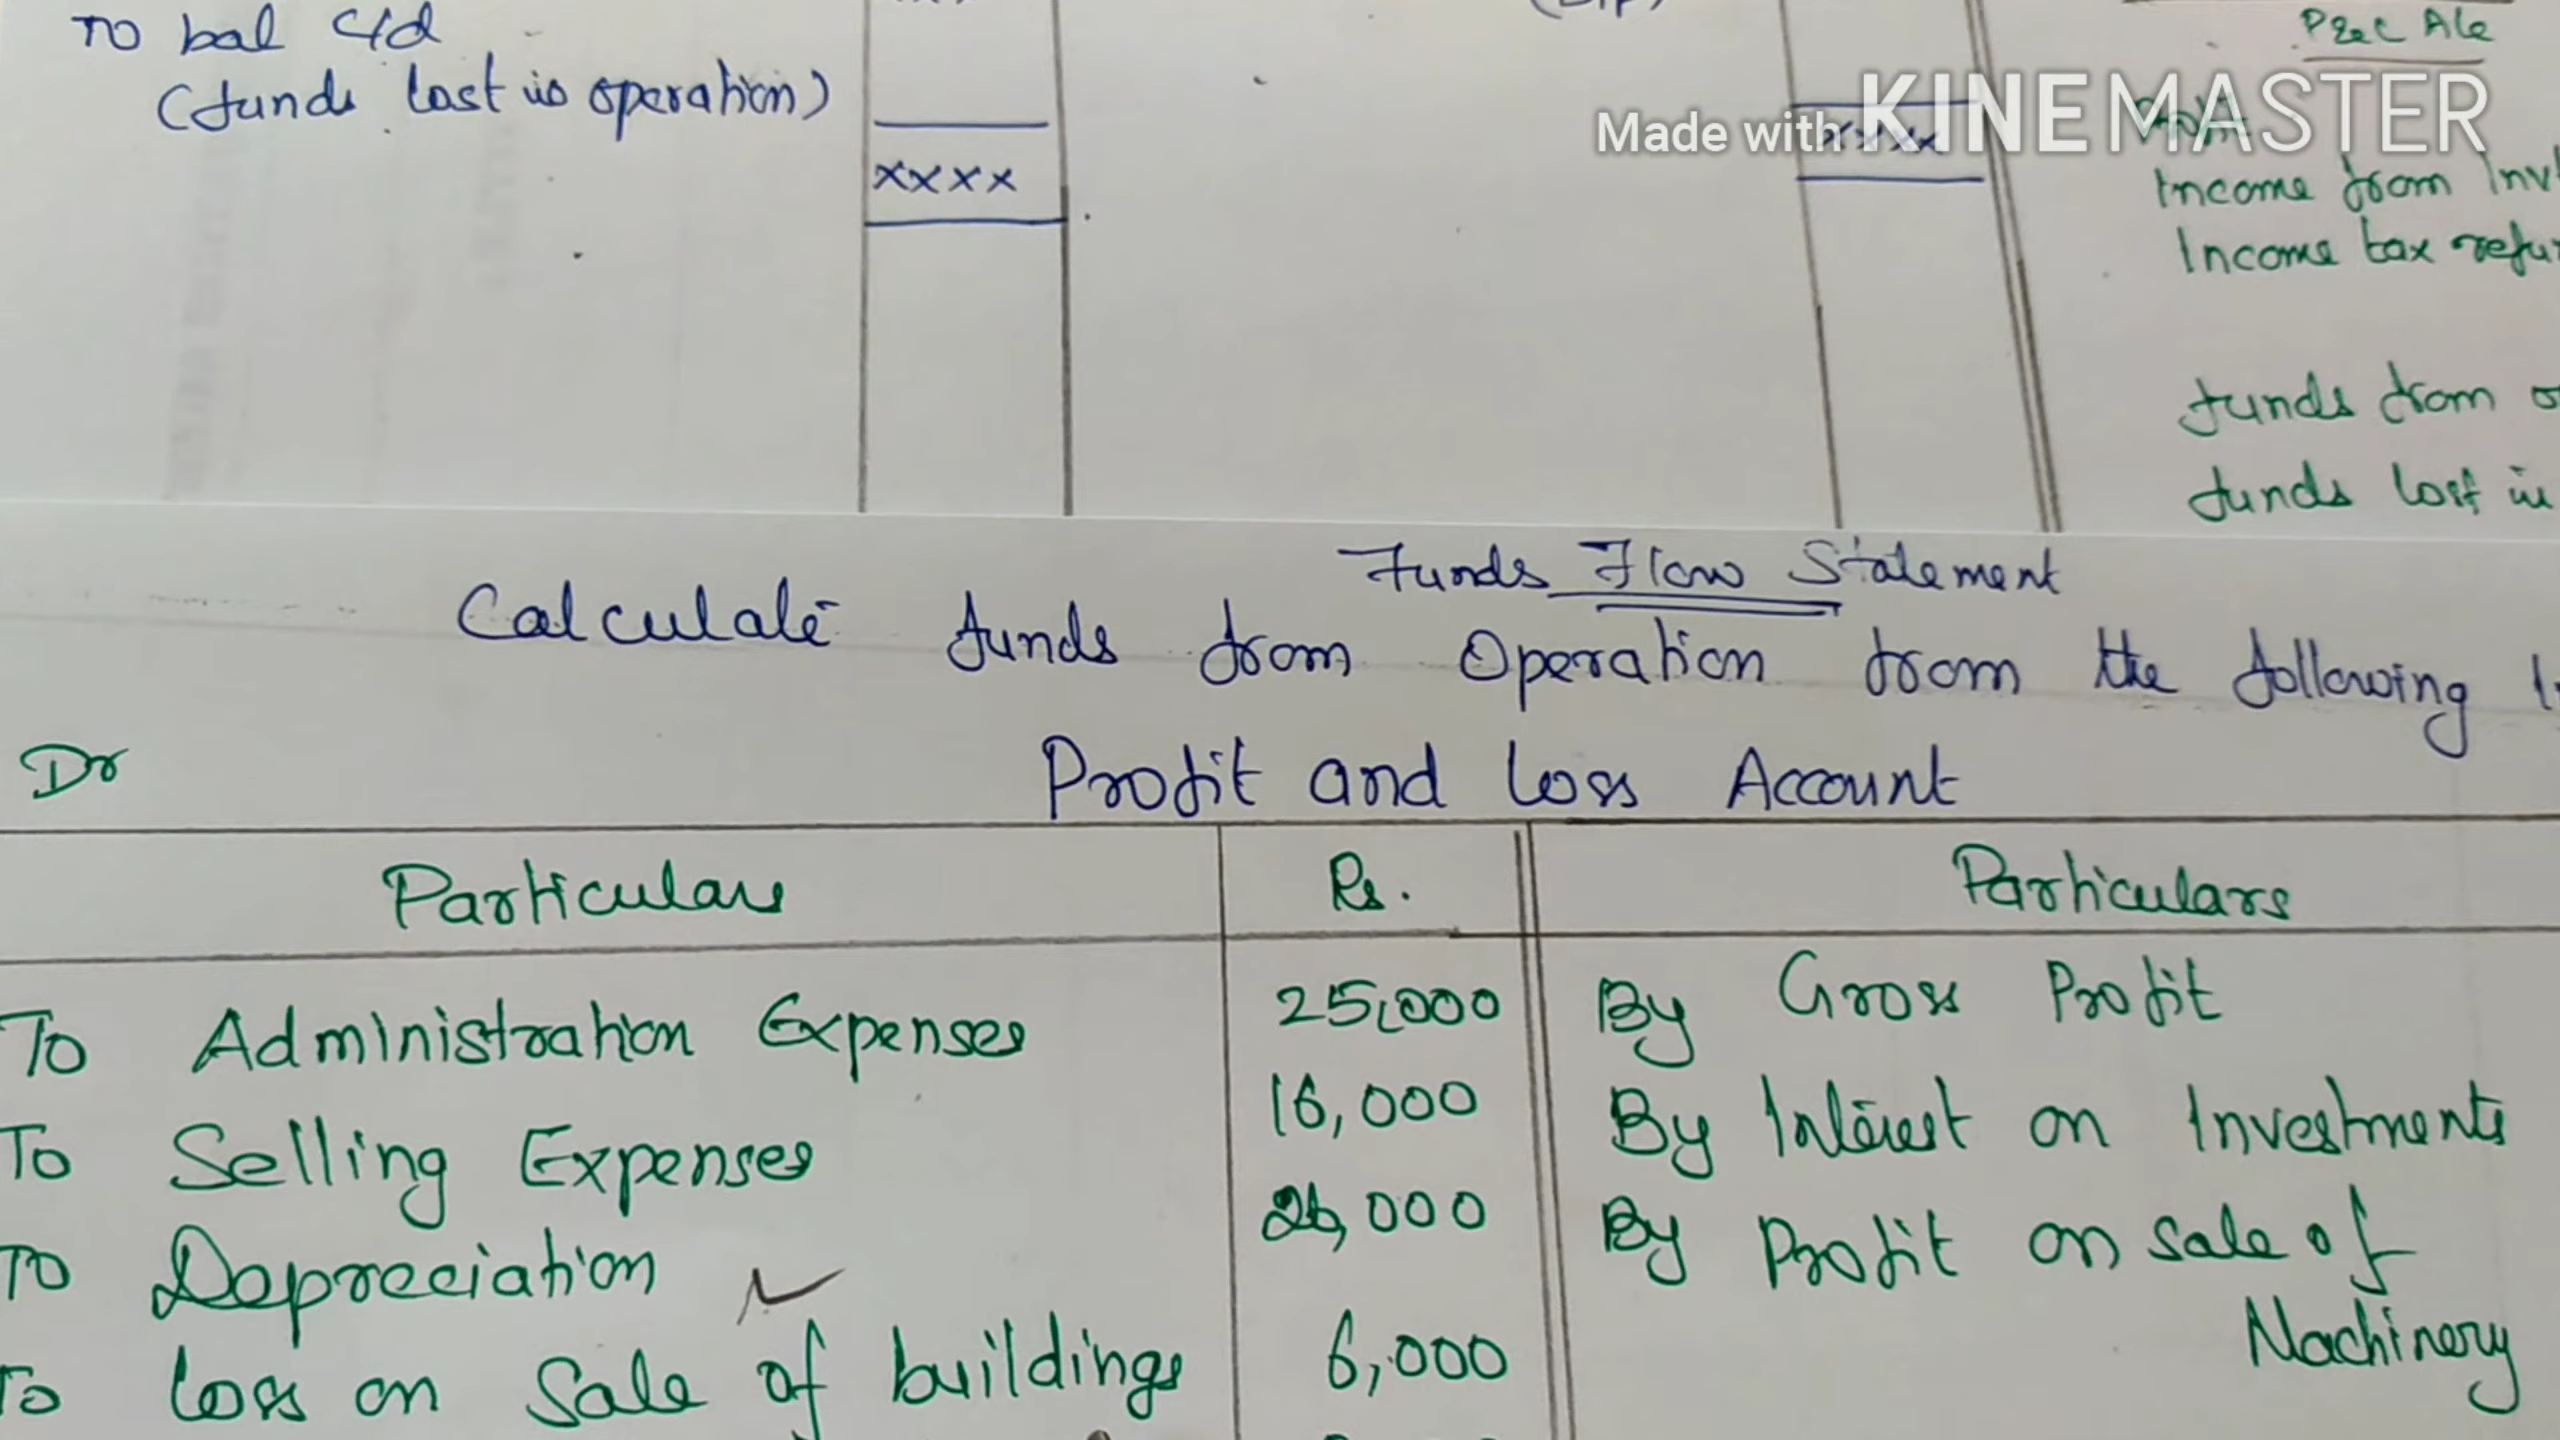 To bal c/d
(funds lost in operation)
xxxx
P&L A/c
Made with KINEMASTER
xxxx
Profit
Income from Inv
Income tax refu
funds from o
funds lost in
Funds Flow Statement
Calculate funds from Operation from the following
Dr
Profit and Loss Account
Particulars Rs. Particulars
To Administration Expenses 25,000 By Gross Profit
To Selling Expenses 16,000 By Interest on Investments
To Depreciation 26,000 By Profit on sale of Machinery
To Loss on Sale of buildings 6,000